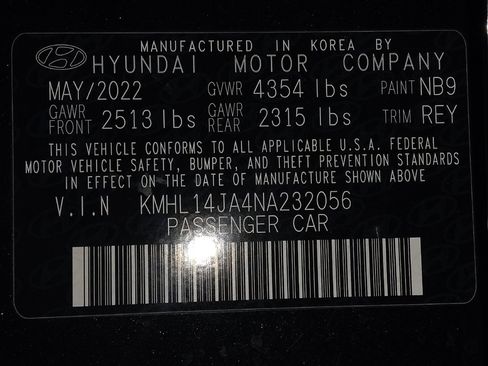 MANUFACTURED IN KOREA BY
HYUNDAI MOTOR COMPANY
MAY/2022 GVWR 4354 lbs PAINT NB9
GAWR FRONT 2513 lbs GAWR REAR 2315 lbs TRIM REY
THIS VEHICLE CONFORMS TO ALL APPLICABLE U.S.A. FEDERAL
MOTOR VEHICLE SAFETY, BUMPER, AND THEFT PREVENTION STANDARDS
IN EFFECT ON THE DATE OF MANUFACTURE SHOWN ABOVE
V.I.N KMHL14JA4NA232056
PASSENGER CAR